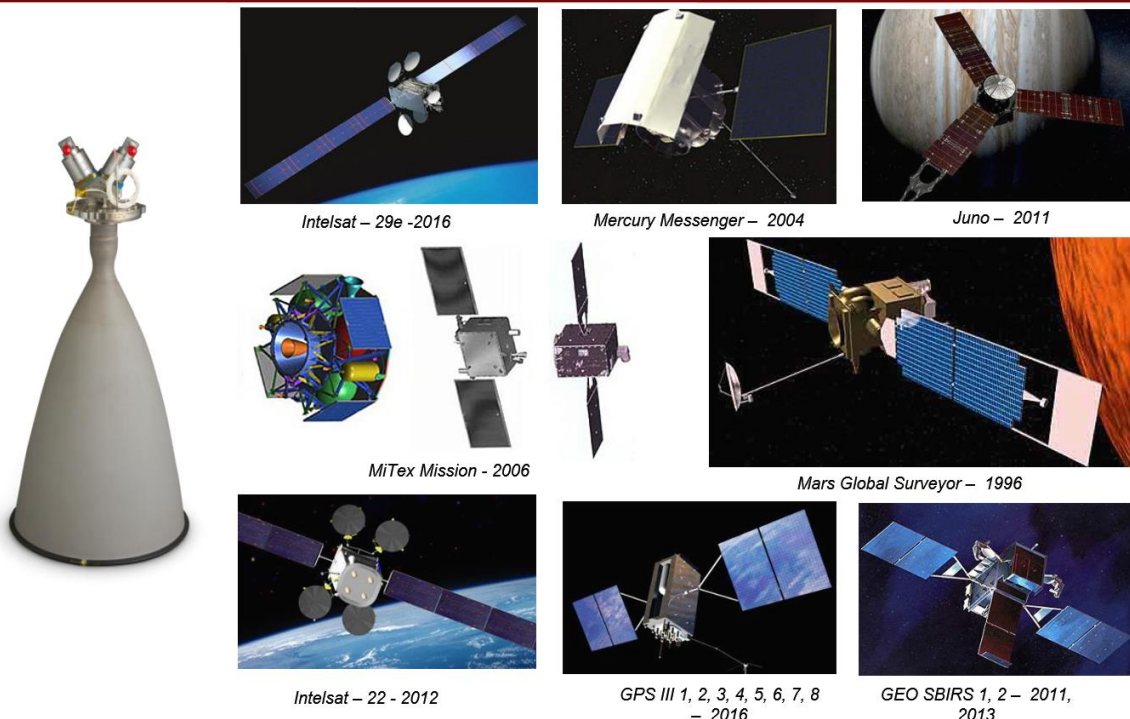 Intelsat – 29e -2016
Mercury Messenger – 2004
Juno – 2011
MiTex Mission - 2006
Mars Global Surveyor – 1996
Intelsat – 22 - 2012
GPS III 1, 2, 3, 4, 5, 6, 7, 8
– 2016
GEO SBIRS 1, 2 – 2011,
2013